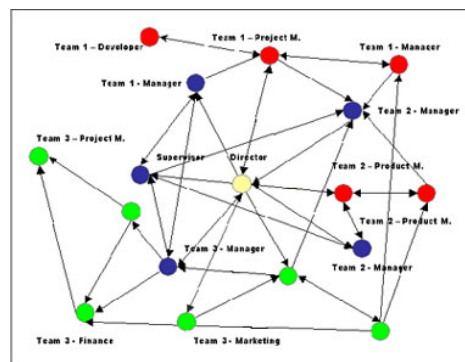 Team 1 – Project M.
Team 1 – Developer
Team 1 - Manager
Team 1 - Manager
Team 2 - Manager
Team 3 - Project M.
Supervisor
Director
Team 2 – Product M.
Team 2 – Product M.
Team 3 - Manager
Team 2 - Manager
Team 3 - Finance
Team 3 - Marketing